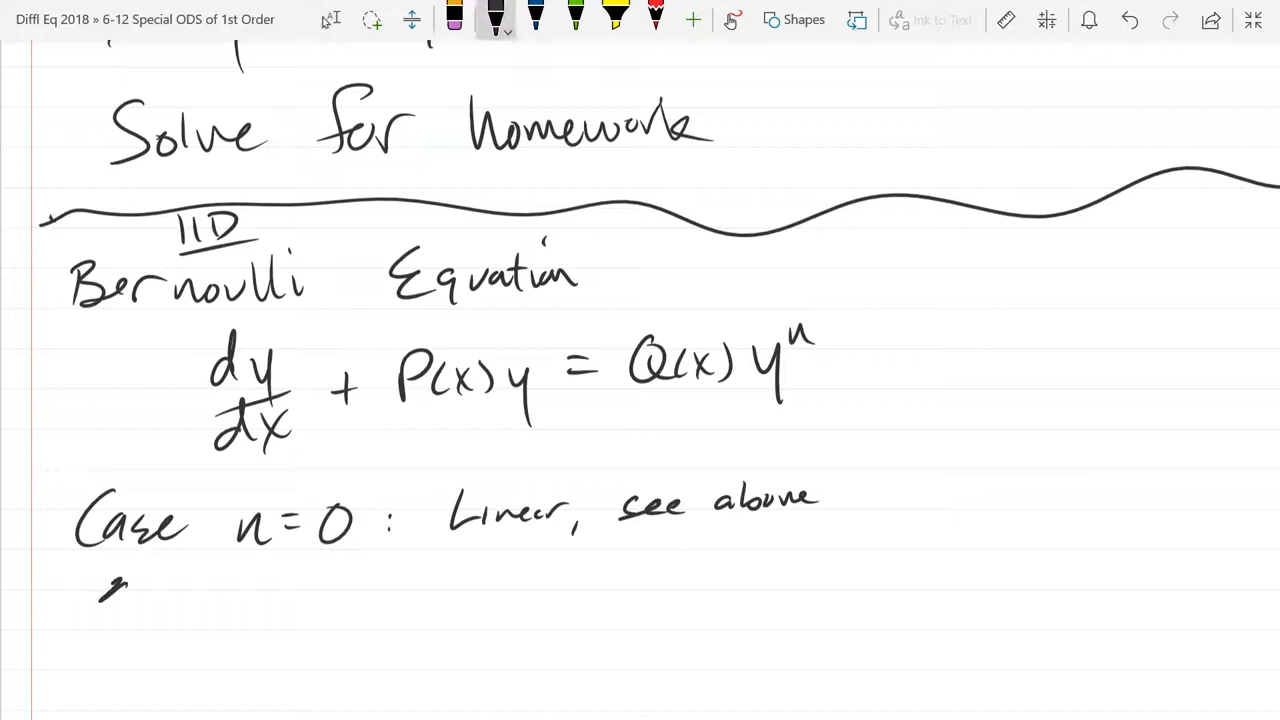 Diffl Eq 2018 » 6-12 Special ODS of 1st Order
Shapes
Ink to Text
Solve for homework
11D
Bernoulli Equation
dy/dx + P(x)y = Q(x)y^n
Case n=0: Linear, see above